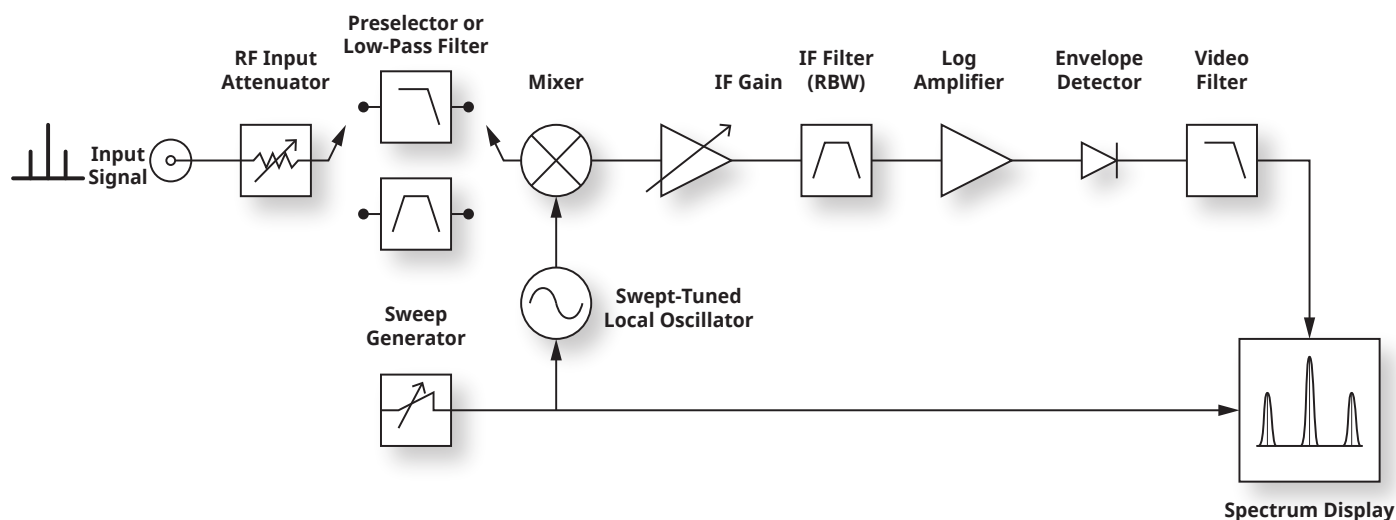 Preselector or
Low-Pass Filter
RF Input
Attenuator
Mixer
IF Gain
IF Filter
(RBW)
Log
Amplifier
Envelope
Detector
Video
Filter
Input
Signal
Swept-Tuned
Local Oscillator
Sweep
Generator
Spectrum Display